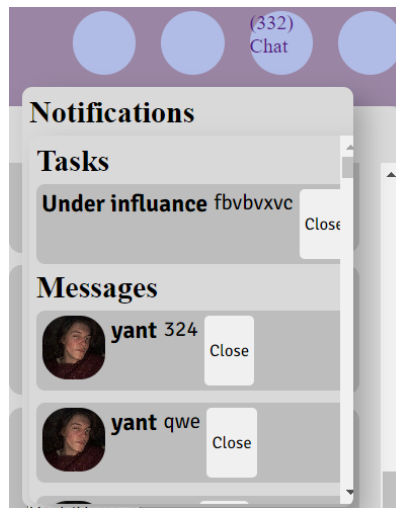 (332)
Chat
Notifications
Tasks
Under influance fbvbvxvc
Close
Messages
yant 324
Close
yant qwe
Close